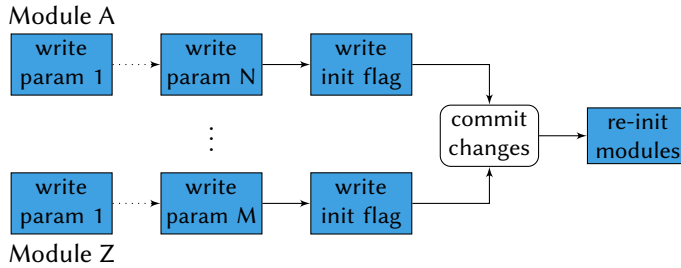 Module A
write
param 1
write
param N
write
init flag
commit
changes
re-init
modules
⋮
write
param 1
write
param M
write
init flag
Module Z